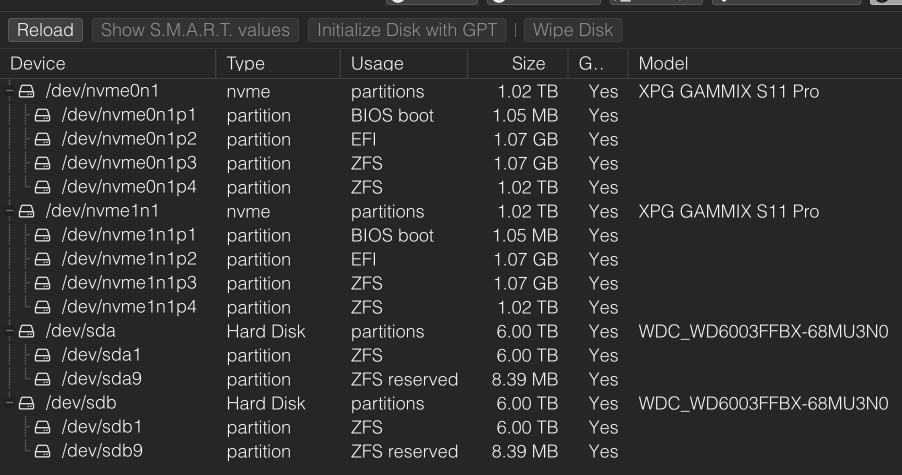 Reload Show S.M.A.R.T. values Initialize Disk with GPT | Wipe Disk
Device Type Usage Size G.. Model
/dev/nvme0n1 nvme partitions 1.02 TB Yes XPG GAMMIX S11 Pro
/dev/nvme0n1p1 partition BIOS boot 1.05 MB Yes
/dev/nvme0n1p2 partition EFI 1.07 GB Yes
/dev/nvme0n1p3 partition ZFS 1.07 GB Yes
/dev/nvme0n1p4 partition ZFS 1.02 TB Yes
/dev/nvme1n1 nvme partitions 1.02 TB Yes XPG GAMMIX S11 Pro
/dev/nvme1n1p1 partition BIOS boot 1.05 MB Yes
/dev/nvme1n1p2 partition EFI 1.07 GB Yes
/dev/nvme1n1p3 partition ZFS 1.07 GB Yes
/dev/nvme1n1p4 partition ZFS 1.02 TB Yes
/dev/sda Hard Disk partitions 6.00 TB Yes WDC_WD6003FFBX-68MU3N0
/dev/sda1 partition ZFS 6.00 TB Yes
/dev/sda9 partition ZFS reserved 8.39 MB Yes
/dev/sdb Hard Disk partitions 6.00 TB Yes WDC_WD6003FFBX-68MU3N0
/dev/sdb1 partition ZFS 6.00 TB Yes
/dev/sdb9 partition ZFS reserved 8.39 MB Yes